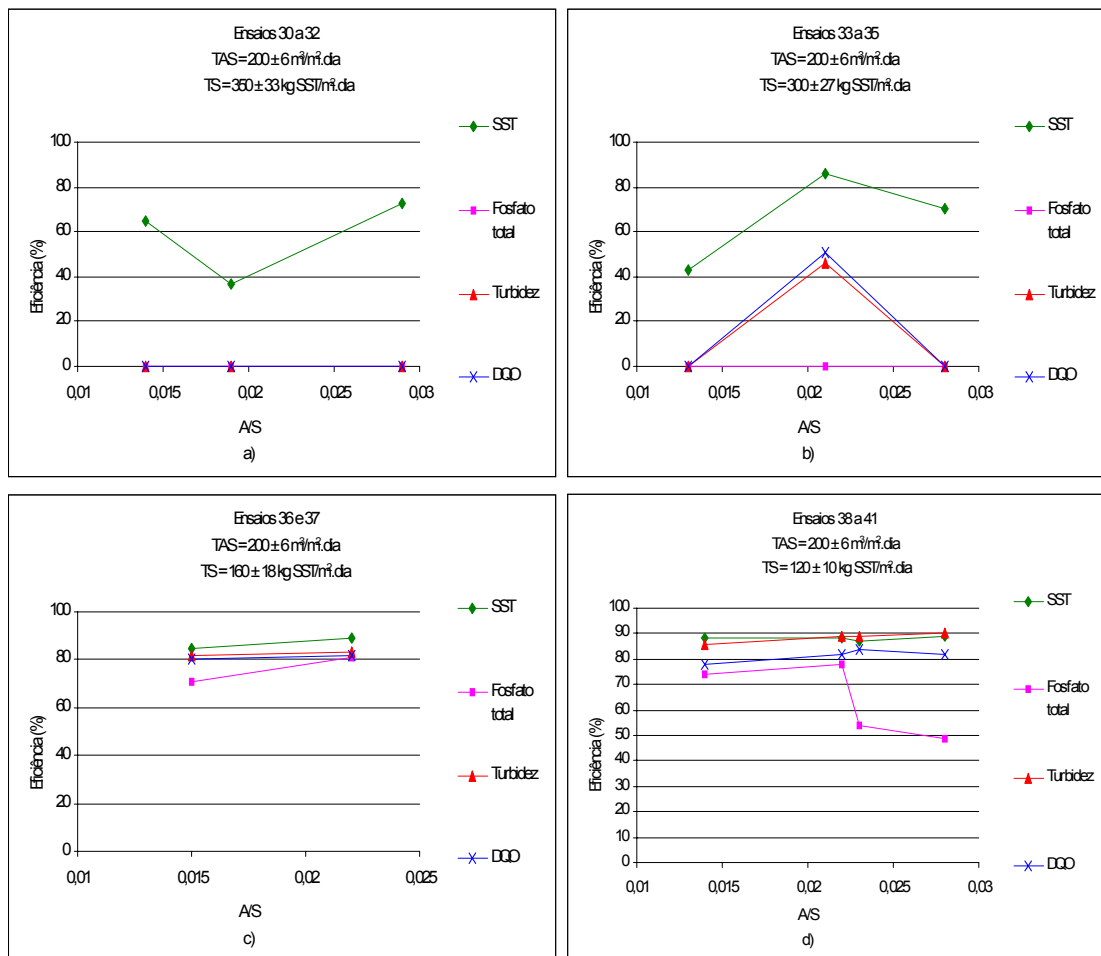 Ensaios 30 a 32
TAS = 200 ± 6 m³/m².dia
TS = 350 ± 33 kg SST/m².dia
100
80
60
40
20
0
0,01
0,015
0,02
0,025
0,03
Eficiência (%)
A/S
a)
SST
Fosfato
total
Turbidez
DQO
Ensaios 33 a 35
TAS = 200 ± 6 m³/m².dia
TS = 300 ± 27 kg SST/m².dia
100
80
60
40
20
0
0,01
0,015
0,02
0,025
0,03
Eficiência (%)
A/S
b)
SST
Fosfato
total
Turbidez
DQO
Ensaios 36 e 37
TAS = 200 ± 6 m³/m².dia
TS = 160 ± 18 kg SST/m².dia
100
80
60
40
20
0
0,01
0,015
0,02
0,025
Eficiência (%)
A/S
c)
SST
Fosfato
total
Turbidez
DQO
Ensaios 38 a 41
TAS = 200 ± 6 m³/m².dia
TS = 120 ± 10 kg SST/m².dia
100
90
80
70
60
50
40
30
20
10
0
0,01
0,015
0,02
0,025
0,03
Eficiência (%)
A/S
d)
SST
Fosfato
total
Turbidez
DQO